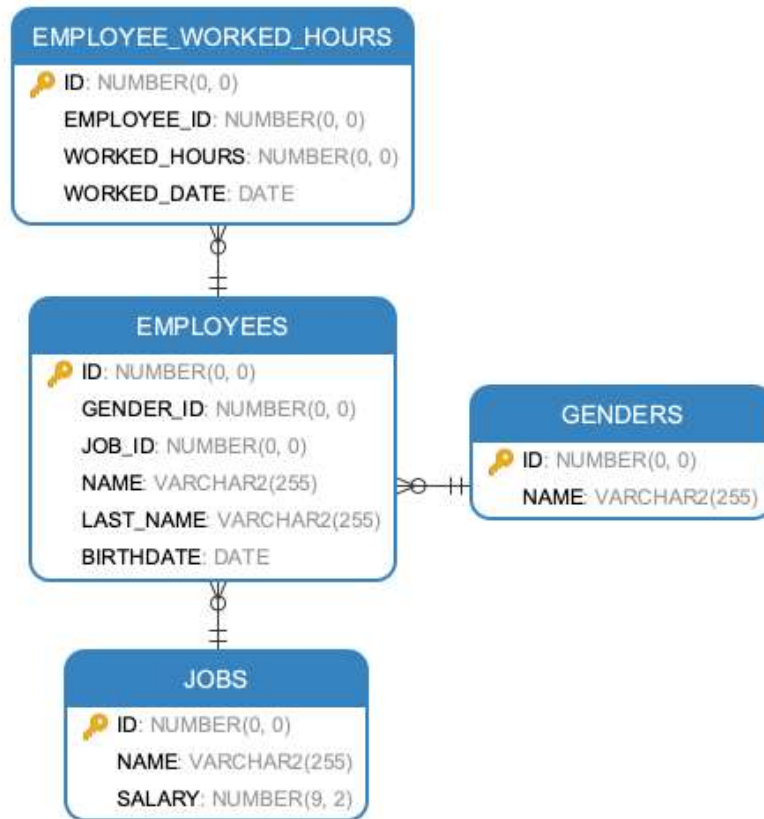 EMPLOYEE_WORKED_HOURS
ID: NUMBER(0, 0)
EMPLOYEE_ID: NUMBER(0, 0)
WORKED_HOURS: NUMBER(0, 0)
WORKED_DATE: DATE
EMPLOYEES
ID: NUMBER(0, 0)
GENDER_ID: NUMBER(0, 0)
JOB_ID: NUMBER(0, 0)
NAME: VARCHAR2(255)
LAST_NAME: VARCHAR2(255)
BIRTHDATE: DATE
GENDERS
ID: NUMBER(0, 0)
NAME: VARCHAR2(255)
JOBS
ID: NUMBER(0, 0)
NAME: VARCHAR2(255)
SALARY: NUMBER(9, 2)